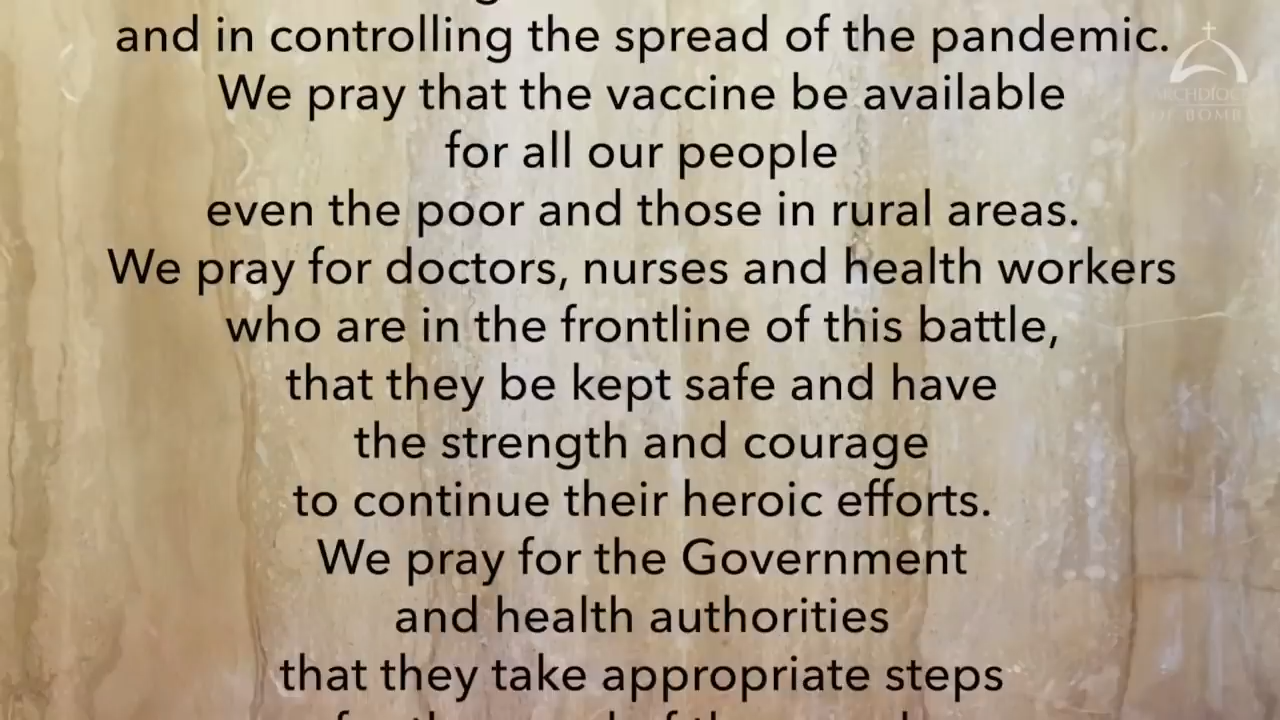 and in controlling the spread of the pandemic.
We pray that the vaccine be available
for all our people
even the poor and those in rural areas.
We pray for doctors, nurses and health workers
who are in the frontline of this battle,
that they be kept safe and have
the strength and courage
to continue their heroic efforts.
We pray for the Government
and health authorities
that they take appropriate steps